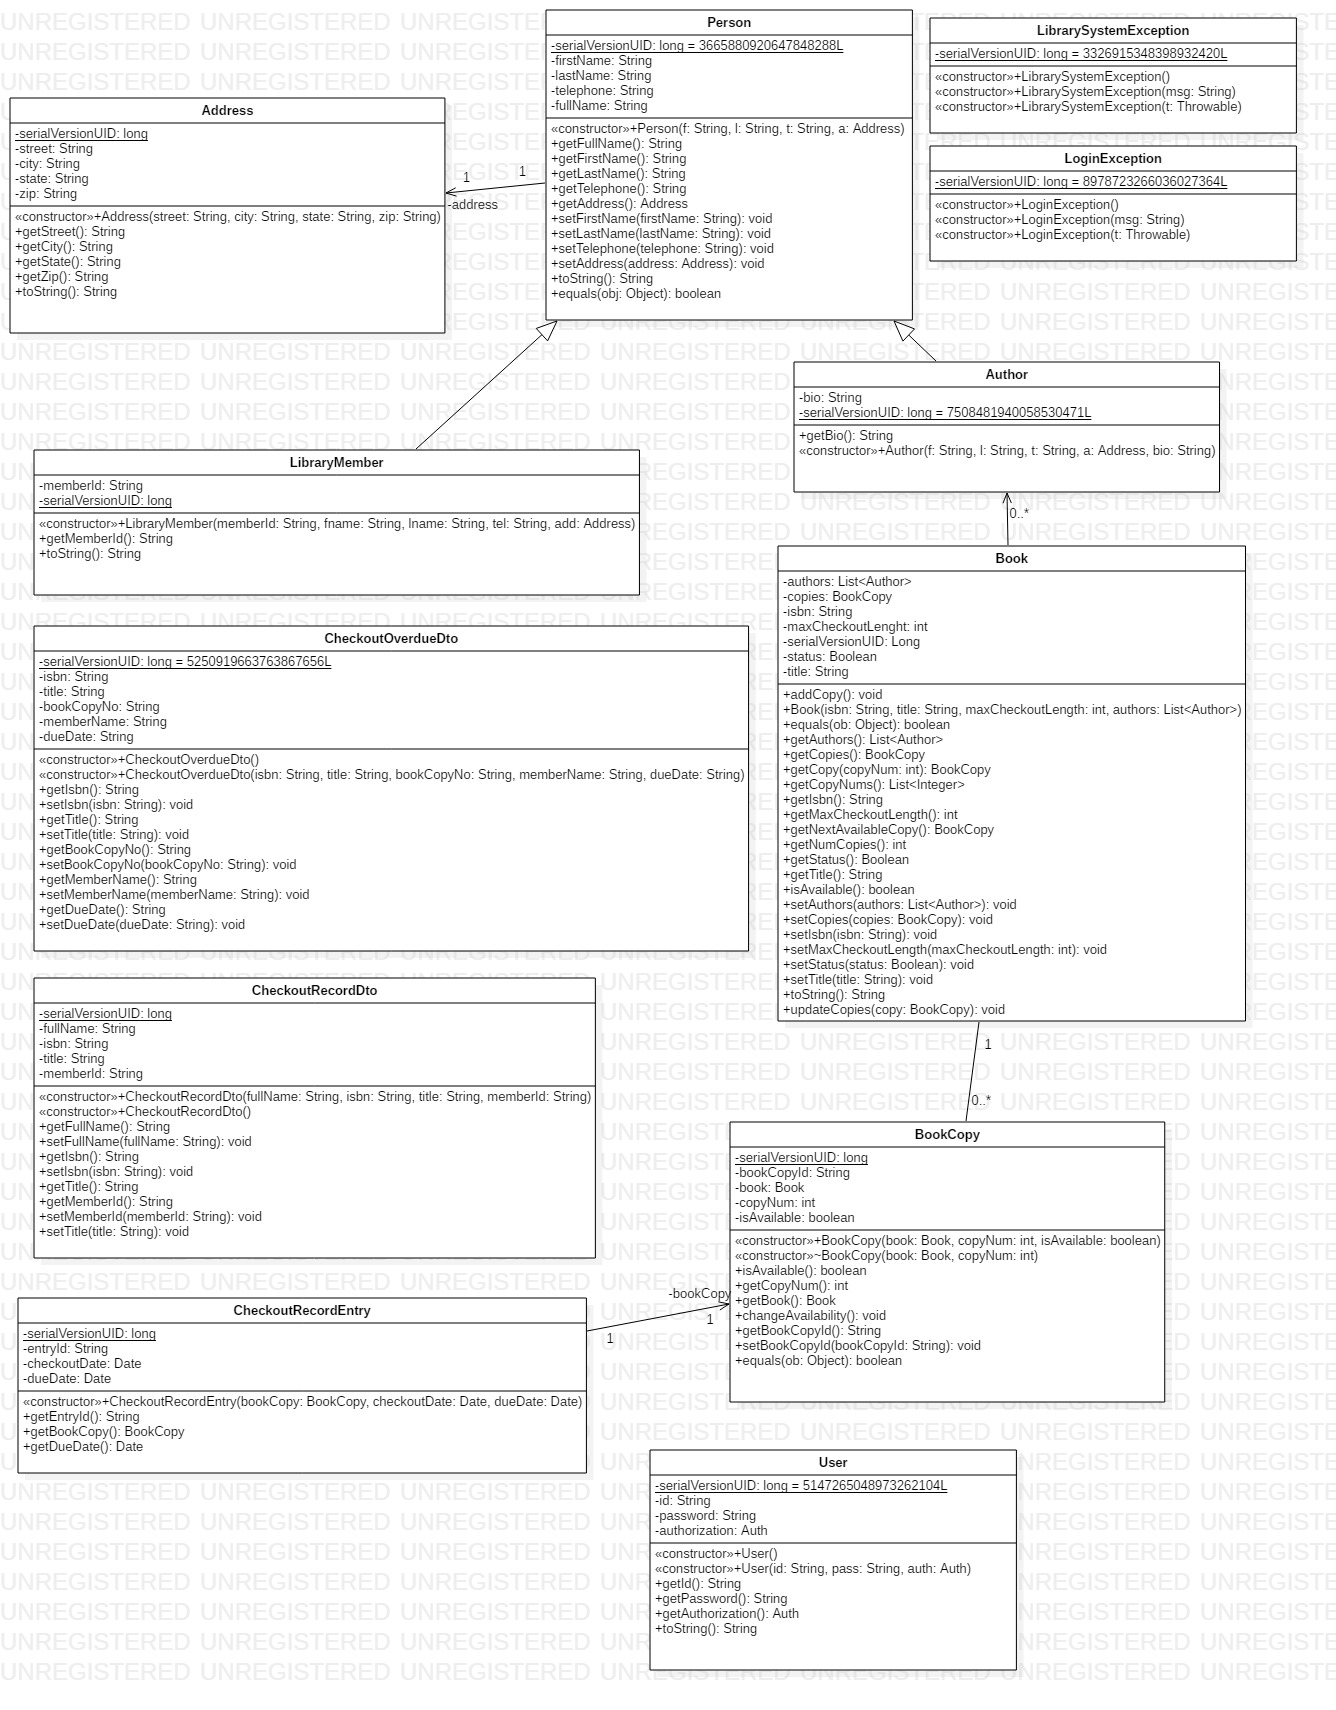 Person
-serialVersionUID: long = 3665880920647848288L
-firstName: String
-lastName: String
-telephone: String
-fullName: String
«constructor»+Person(f: String, l: String, t: String, a: Address)
+getFullName(): String
+getFirstName(): String
+getLastName(): String
+getTelephone(): String
+getAddress(): Address
+setFirstName(firstName: String): void
+setLastName(lastName: String): void
+setTelephone(telephone: String): void
+setAddress(address: Address): void
+toString(): String
+equals(obj: Object): boolean
LibrarySystemException
-serialVersionUID: long = 3326915348398932420L
«constructor»+LibrarySystemException()
«constructor»+LibrarySystemException(msg: String)
«constructor»+LibrarySystemException(t: Throwable)
LoginException
-serialVersionUID: long = 8978723266036027364L
«constructor»+LoginException()
«constructor»+LoginException(msg: String)
«constructor»+LoginException(t: Throwable)
Address
-serialVersionUID: long
-street: String
-city: String
-state: String
-zip: String
«constructor»+Address(street: String, city: String, state: String, zip: String)
+getStreet(): String
+getCity(): String
+getState(): String
+getZip(): String
+toString(): String
1
1
-address
Author
-bio: String
-serialVersionUID: long = 7508481940058530471L
+getBio(): String
«constructor»+Author(f: String, l: String, t: String, a: Address, bio: String)
0..*
LibraryMember
-memberId: String
-serialVersionUID: long
«constructor»+LibraryMember(memberId: String, fname: String, lname: String, tel: String, add: Address)
+getMemberId(): String
+toString(): String
Book
-authors: List<Author>
-copies: BookCopy
-isbn: String
-maxCheckoutLenght: int
-serialVersionUID: Long
-status: Boolean
-title: String
+addCopy(): void
+Book(isbn: String, title: String, maxCheckoutLength: int, authors: List<Author>)
+equals(ob: Object): boolean
+getAuthors(): List<Author>
+getCopies(): BookCopy
+getCopy(copyNum: int): BookCopy
+getCopyNums(): List<Integer>
+getIsbn(): String
+getMaxCheckoutLength(): int
+getNextAvailableCopy(): BookCopy
+getNumCopies(): int
+getStatus(): Boolean
+getTitle(): String
+isAvailable(): boolean
+setAuthors(authors: List<Author>): void
+setCopies(copies: BookCopy): void
+setIsbn(isbn: String): void
+setMaxCheckoutLength(maxCheckoutLength: int): void
+setStatus(status: Boolean): void
+setTitle(title: String): void
+toString(): String
+updateCopies(copy: BookCopy): void
CheckoutOverdueDto
-serialVersionUID: long = 5250919663763867656L
-isbn: String
-title: String
-bookCopyNo: String
-memberName: String
-dueDate: String
«constructor»+CheckoutOverdueDto()
«constructor»+CheckoutOverdueDto(isbn: String, title: String, bookCopyNo: String, memberName: String, dueDate: String)
+getIsbn(): String
+setIsbn(isbn: String): void
+getTitle(): String
+setTitle(title: String): void
+getBookCopyNo(): String
+setBookCopyNo(bookCopyNo: String): void
+getMemberName(): String
+setMemberName(memberName: String): void
+getDueDate(): String
+setDueDate(dueDate: String): void
CheckoutRecordDto
-serialVersionUID: long
-fullName: String
-isbn: String
-title: String
-memberId: String
«constructor»+CheckoutRecordDto(fullName: String, isbn: String, title: String, memberId: String)
«constructor»+CheckoutRecordDto()
+getFullName(): String
+setFullName(fullName: String): void
+getIsbn(): String
+setIsbn(isbn: String): void
+getTitle(): String
+getMemberId(): String
+setMemberId(memberId: String): void
+setTitle(title: String): void
1
0..*
BookCopy
-serialVersionUID: long
-bookCopyId: String
-book: Book
-copyNum: int
-isAvailable: boolean
«constructor»+BookCopy(book: Book, copyNum: int, isAvailable: boolean)
«constructor»~BookCopy(book: Book, copyNum: int)
+isAvailable(): boolean
+getCopyNum(): int
+getBook(): Book
+changeAvailability(): void
+getBookCopyId(): String
+setBookCopyId(bookCopyId: String): void
+equals(ob: Object): boolean
-bookCopy
1
1
CheckoutRecordEntry
-serialVersionUID: long
-entryId: String
-checkoutDate: Date
-dueDate: Date
«constructor»+CheckoutRecordEntry(bookCopy: BookCopy, checkoutDate: Date, dueDate: Date)
+getEntryId(): String
+getBookCopy(): BookCopy
+getDueDate(): Date
User
-serialVersionUID: long = 5147265048973262104L
-id: String
-password: String
-authorization: Auth
«constructor»+User()
«constructor»+User(id: String, pass: String, auth: Auth)
+getId(): String
+getPassword(): String
+getAuthorization(): Auth
+toString(): String
UNREGISTERED